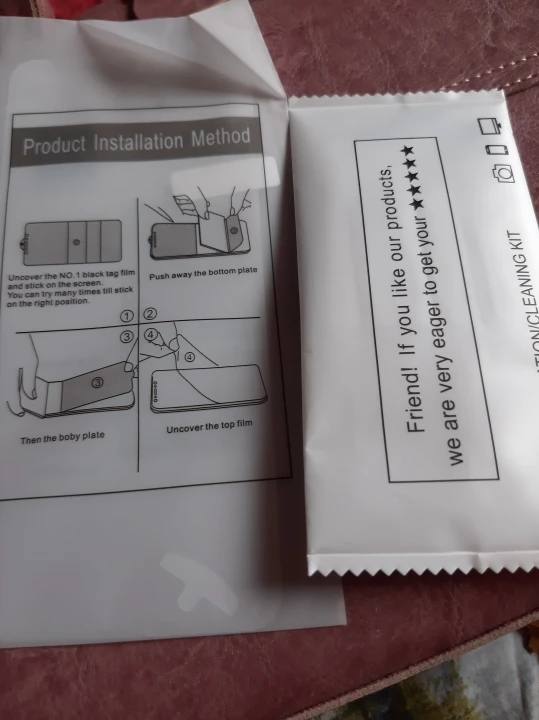 Product Installation Method
Uncover the NO.1 black tag film
and stick on the screen.
You can try many times till stick
on the right position.
Push away the bottom plate
① ②
③ ④
③
④
Then the boby plate
Uncover the top film
Friend! If you like our products,
we are very eager to get your ★★★★★
CLEANING KIT